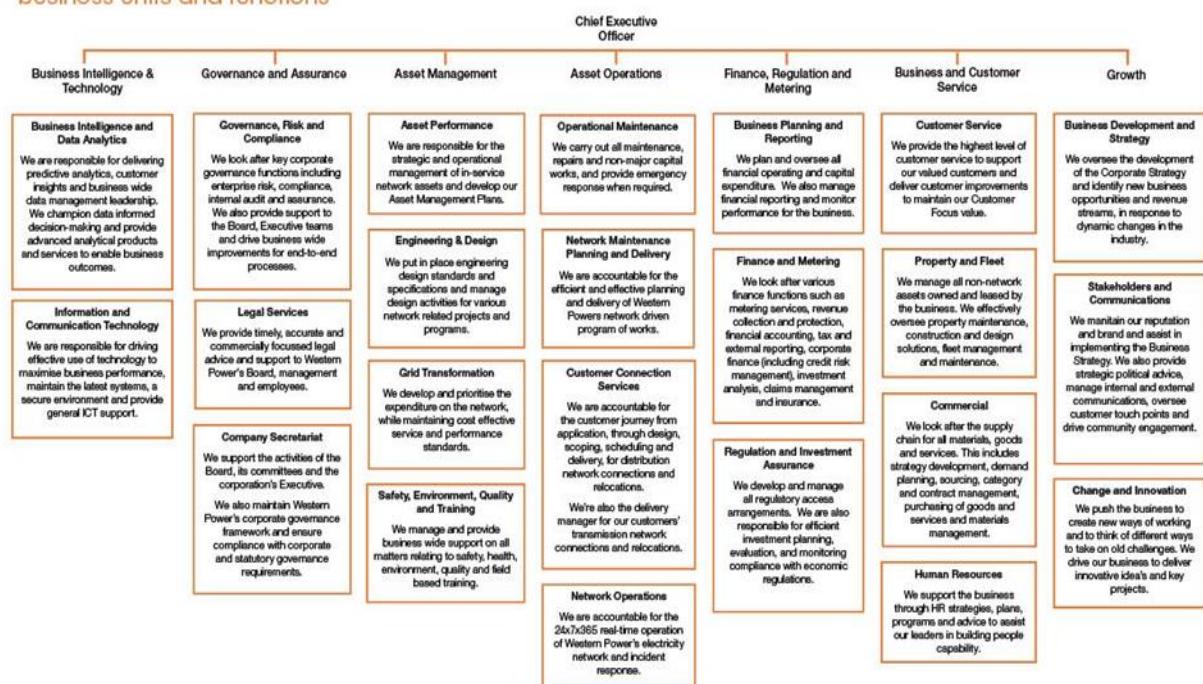 business units and functions
Chief Executive
Officer
Business Intelligence &
Technology
Business Intelligence and
Data Analytics
We are responsible for delivering
predictive analytics, customer
insights and business wide
data management leadership.
We champion data informed
decision-making and provide
advanced analytical products
and services to enable business
outcomes.
Information and
Communication Technology
We are responsible for driving
effective use of technology to
maximise business performance,
maintain the latest systems, a
secure environment and provide
general ICT support.
Governance and Assurance
Governance, Risk and
Compliance
We look after key corporate
governance functions including
enterprise risk, compliance,
internal audit and assurance.
We also provide support to
the Board, Executive teams
and drive business wide
improvements for end-to-end
processes.
Legal Services
We provide timely, accurate and
commercially focussed legal
advice and support to Western
Power's Board, management
and employees.
Company Secretariat
We support the activities of the
Board, its committees and the
corporation's Executive.
We also maintain Western
Power's corporate governance
framework and ensure
compliance with corporate
and statutory governance
requirements.
Asset Management
Asset Performance
We are responsible for the
strategic and operational
management of in-service
network assets and develop our
Asset Management Plans.
Engineering & Design
We put in place engineering
design standards and
specifications and manage
design activities for various
network related projects and
programs.
Grid Transformation
We develop and prioritise the
expenditure on the network,
while maintaining cost effective
service and performance
standards.
Safety, Environment, Quality
and Training
We manage and provide
business wide support on all
matters relating to safety, health,
environment, quality and field
based training.
Asset Operations
Operational Maintenance
We carry out all maintenance,
repairs and non-major capital
works, and provide emergency
response when required.
Network Maintenance
Planning and Delivery
We are accountable for the
efficient and effective planning
and delivery of Western
Powers network driven
program of works.
Customer Connection
Services
We are accountable for
the customer journey from
application, through design,
scoping, scheduling and
delivery, for distribution
network connections and
relocations.
We're also the delivery
manager for our customers'
transmission network
connections and relocations.
Network Operations
We are accountable for the
24x7x365 real-time operation
of Western Power's electricity
network and incident
response.
Finance, Regulation and
Metering
Business Planning and
Reporting
We plan and oversee all
financial operating and capital
expenditure. We also manage
financial reporting and monitor
performance for the business.
Finance and Metering
We look after various
finance functions such as
metering services, revenue
collection and protection,
financial accounting, tax and
external reporting, corporate
finance (including credit risk
management), investment
analysis, claims management
and insurance.
Regulation and Investment
Assurance
We develop and manage
all regulatory access
arrangements. We are also
responsible for efficient
investment planning,
evaluation, and monitoring
compliance with economic
regulations.
Business and Customer
Service
Customer Service
We provide the highest level of
customer service to support
our valued customers and
deliver customer improvements
to maintain our Customer
Focus value.
Property and Fleet
We manage all non-network
assets owned and leased by
the business. We effectively
oversee property maintenance,
construction and design
solutions, fleet management
and maintenance.
Commercial
We look after the supply
chain for all materials, goods
and services. This includes
strategy development, demand
planning, sourcing, category
and contract management,
purchasing of goods and
services and materials
management.
Human Resources
We support the business
through HR strategies, plans,
programs and advice to assist
our leaders in building people
capability.
Growth
Business Development and
Strategy
We oversee the development
of the Corporate Strategy
and identify new business
opportunities and revenue
streams, in response to
dynamic changes in the
industry.
Stakeholders and
Communications
We manitain our reputation
and brand and assist in
implementing the Business
Strategy. We also provide
strategic political advice,
manage internal and external
communications, oversee
customer touch points and
drive community engagement.
Change and Innovation
We push the business to
create new ways of working
and to think of different ways
to take on old challenges. We
drive our business to deliver
innovative idea's and key
projects.